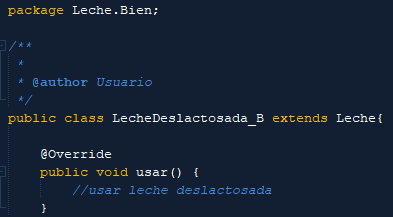 package Leche.Bien;
/**
*
* @author Usuario
*/
public class LecheDeslactosada_B extends Leche{
@Override
public void usar() {
//usar leche deslactosada
}